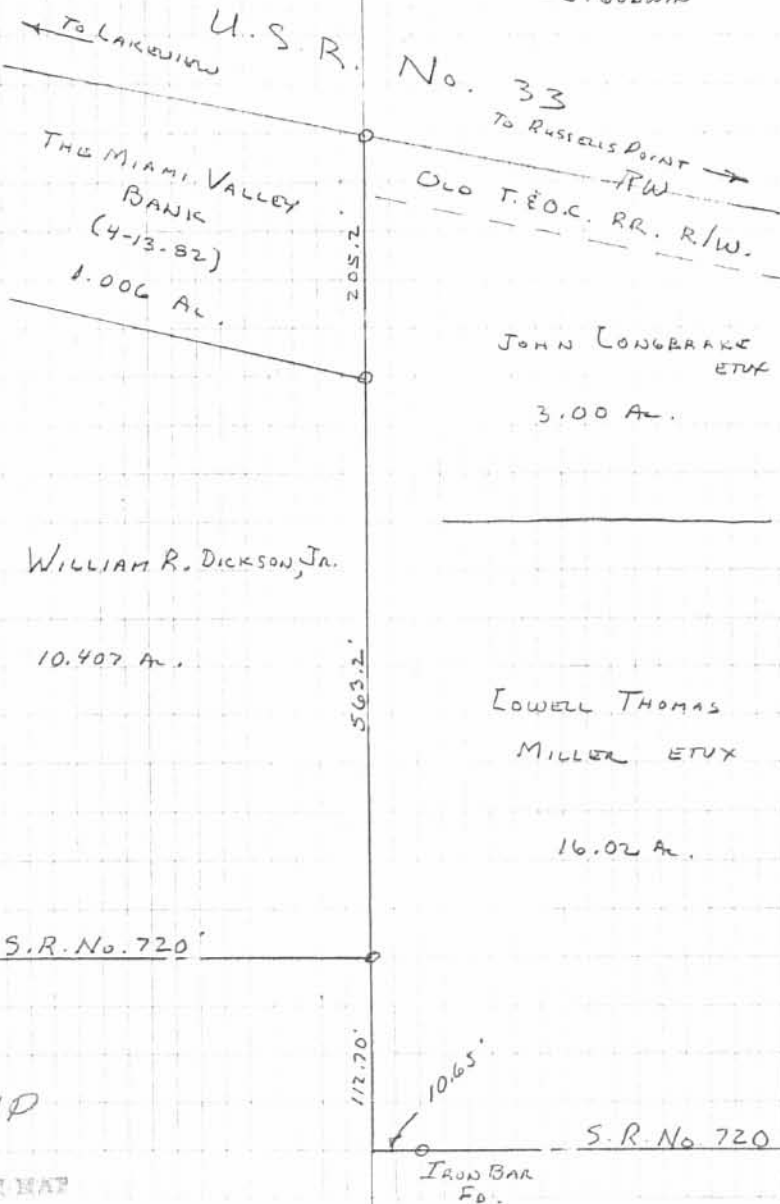 U.S.R. No. 33
TO LAKEVIEW
TO RUSSELLS POINT
R/W
THE MIAMI VALLEY
BANK
(4-13-82)
1.006 Ac.
OLD T.&O.C. RR. R/W.
205.2'
JOHN LONGBRAKE
ETUX
3.00 Ac.
WILLIAM R. DICKSON, JR.
10.407 Ac.
563.2'
LOWELL THOMAS
MILLER ETUX
16.02 Ac.
S.R. No. 720
112.70'
10.65'
S.R. No. 720
IRON BAR
FD.
MAP